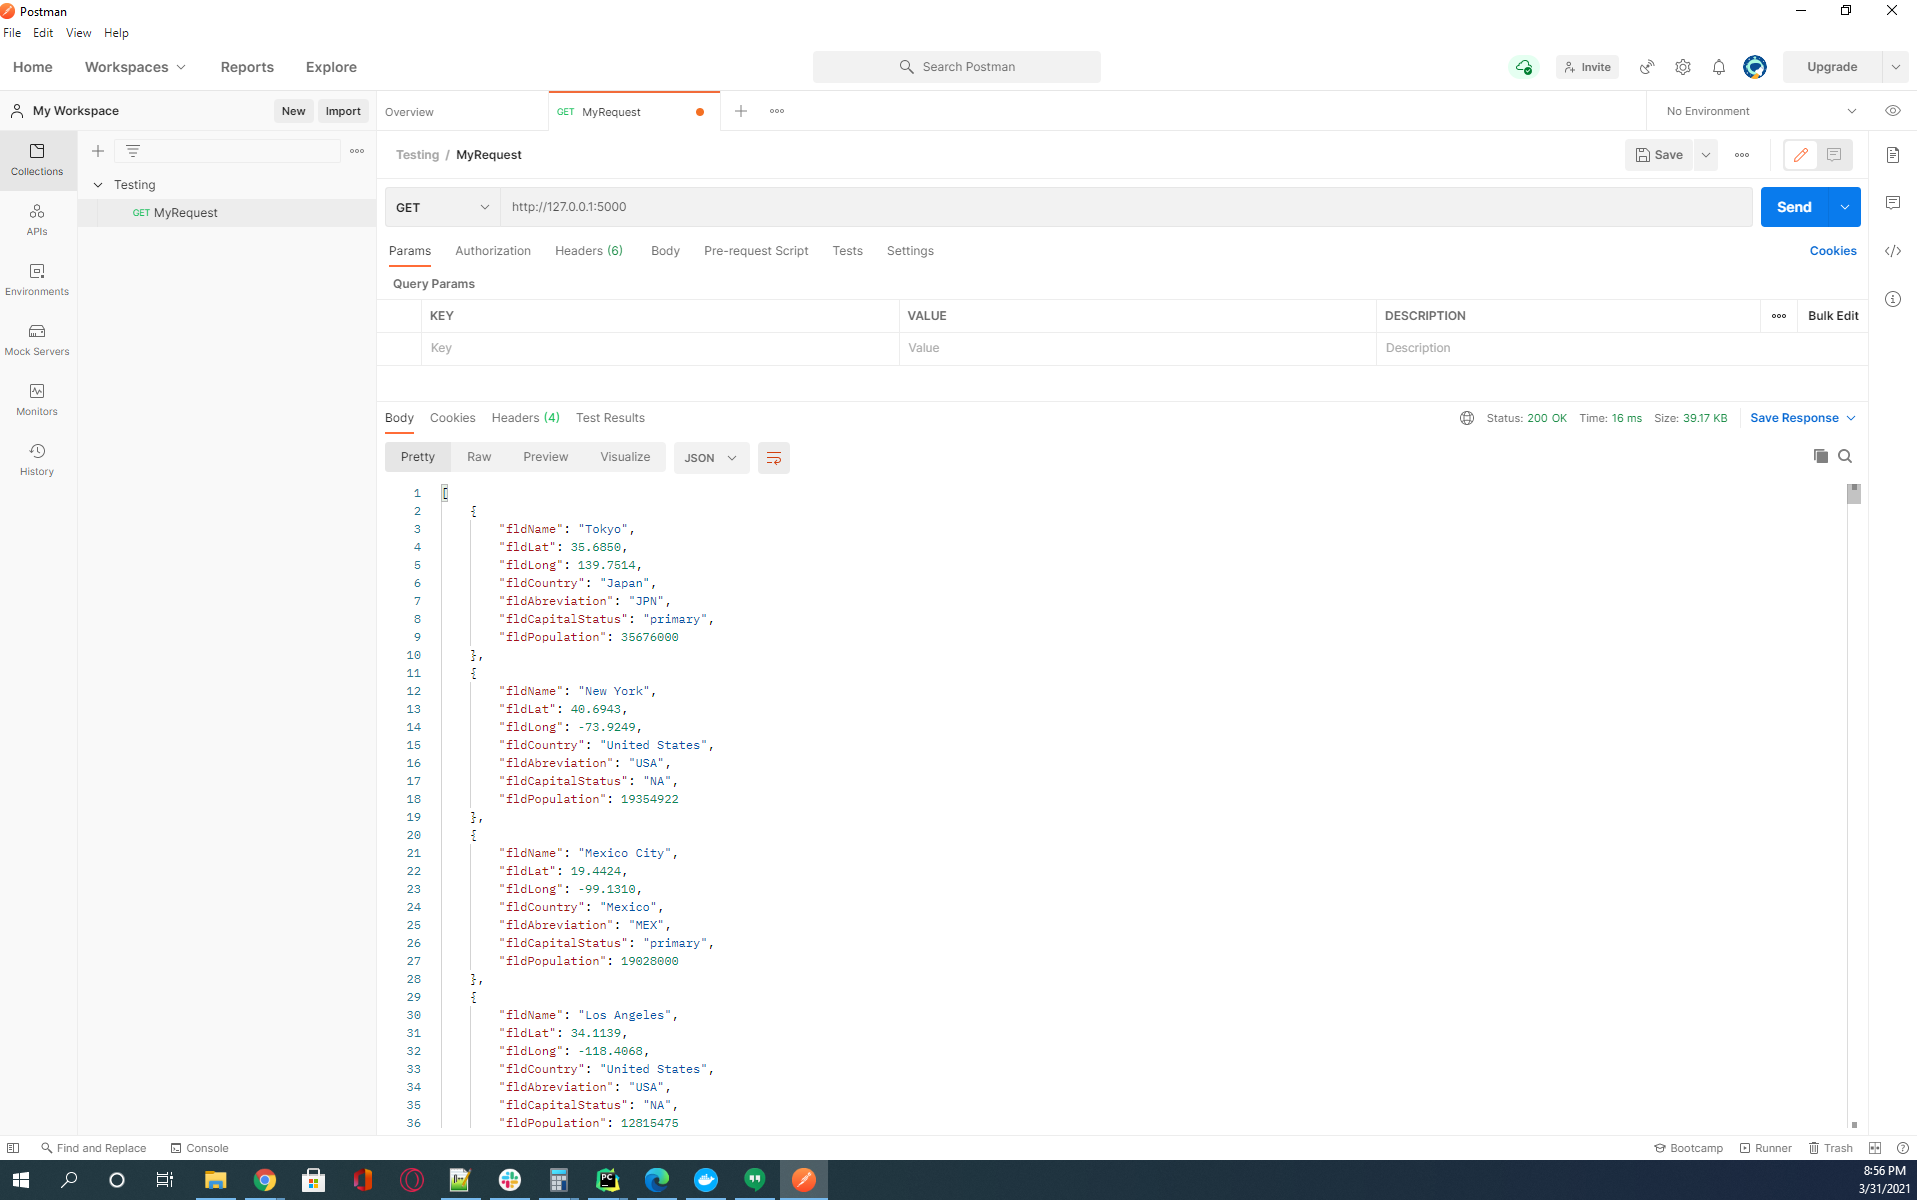 Postman
File Edit View Help
Home Workspaces Reports Explore Search Postman Invite Upgrade
My Workspace New Import Overview GET MyRequest No Environment
Collections
APIs
Environments
Mock Servers
Monitors
History
Testing
GET MyRequest
Testing / MyRequest Save
GET http://127.0.0.1:5000 Send
Params Authorization Headers (6) Body Pre-request Script Tests Settings Cookies
Query Params
KEY VALUE DESCRIPTION Bulk Edit
Key Value Description
Body Cookies Headers (4) Test Results Status: 200 OK Time: 16 ms Size: 39.17 KB Save Response
Pretty Raw Preview Visualize JSON
1 [
2 {
3 "fldName": "Tokyo",
4 "fldLat": 35.6850,
5 "fldLong": 139.7514,
6 "fldCountry": "Japan",
7 "fldAbreviation": "JPN",
8 "fldCapitalStatus": "primary",
9 "fldPopulation": 35676000
10 },
11 {
12 "fldName": "New York",
13 "fldLat": 40.6943,
14 "fldLong": -73.9249,
15 "fldCountry": "United States",
16 "fldAbreviation": "USA",
17 "fldCapitalStatus": "NA",
18 "fldPopulation": 19354922
19 },
20 {
21 "fldName": "Mexico City",
22 "fldLat": 19.4424,
23 "fldLong": -99.1310,
24 "fldCountry": "Mexico",
25 "fldAbreviation": "MEX",
26 "fldCapitalStatus": "primary",
27 "fldPopulation": 19028000
28 },
29 {
30 "fldName": "Los Angeles",
31 "fldLat": 34.1139,
32 "fldLong": -118.4068,
33 "fldCountry": "United States",
34 "fldAbreviation": "USA",
35 "fldCapitalStatus": "NA",
36 "fldPopulation": 12815475
Find and Replace Console Bootcamp Runner Trash
8:56 PM
3/31/2021